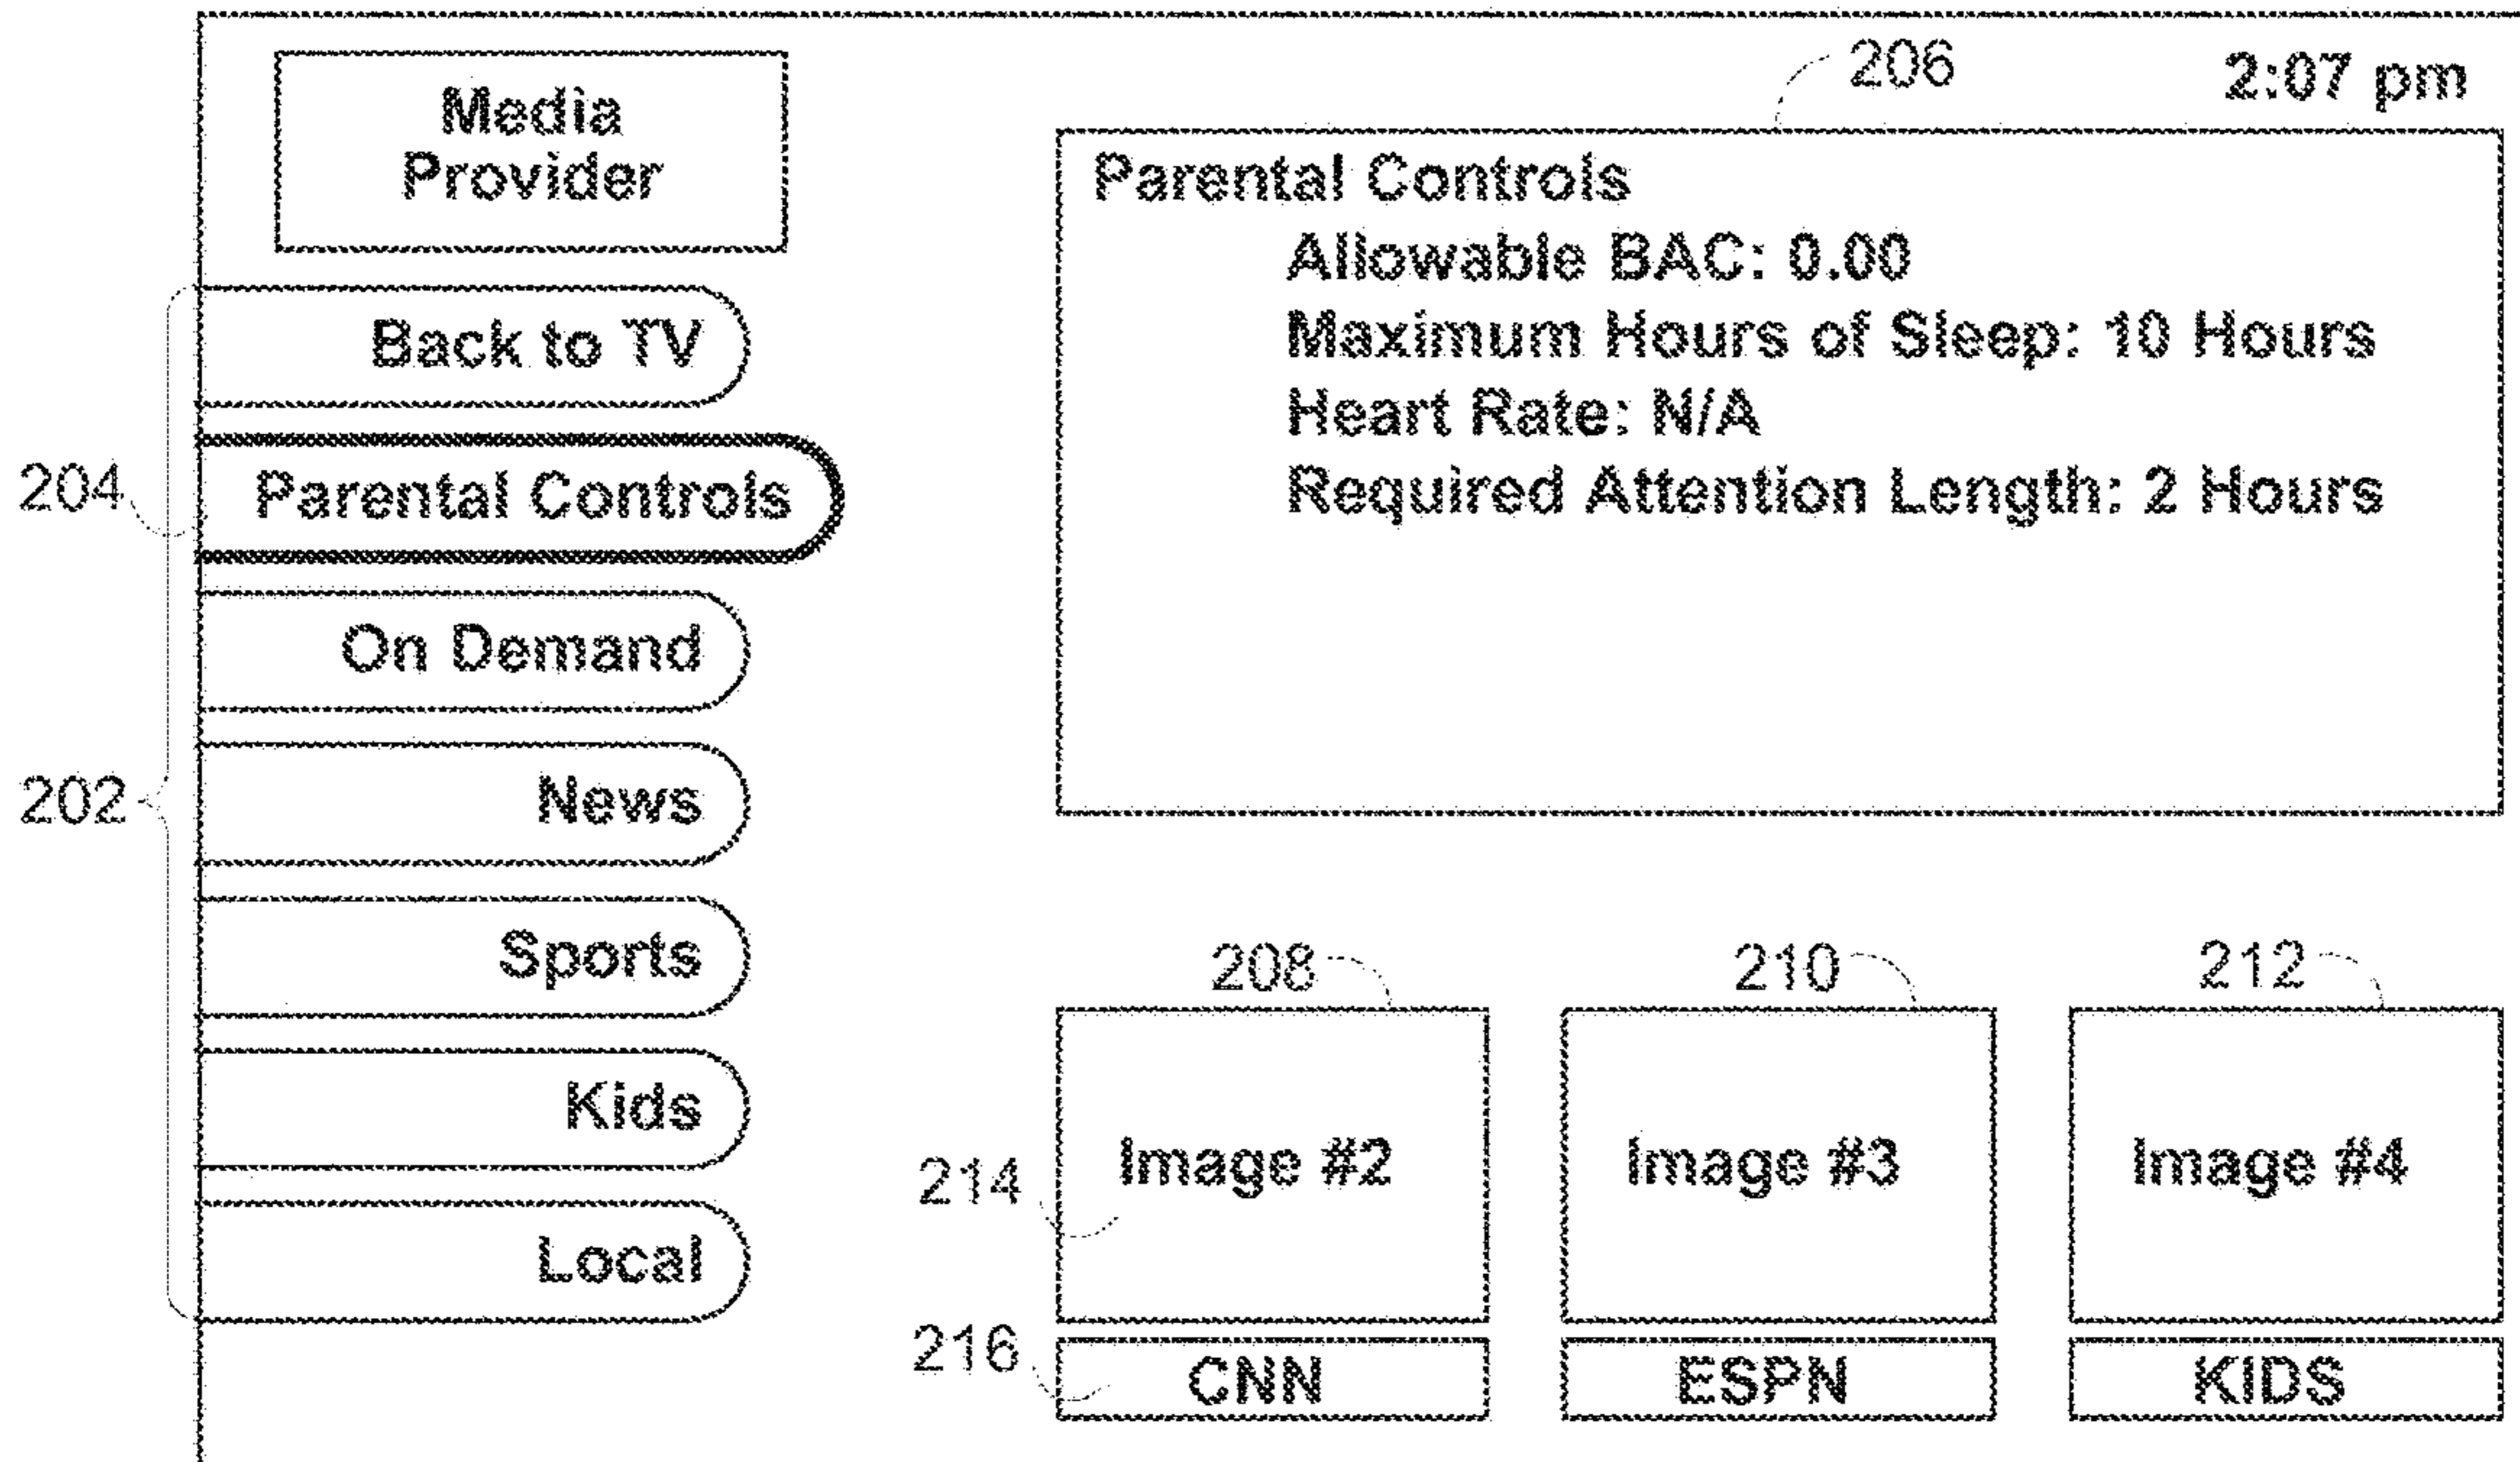 206
2:07 pm
Media
Provider
Parental Controls
Allowable BAC: 0.00
Maximum Hours of Sleep: 10 Hours
Heart Rate: N/A
Required Attention Length: 2 Hours
Back to TV
204
Parental Controls
On Demand
202
News
Sports
Kids
Local
208
210
212
214
Image #2
Image #3
Image #4
216
CNN
ESPN
KIDS